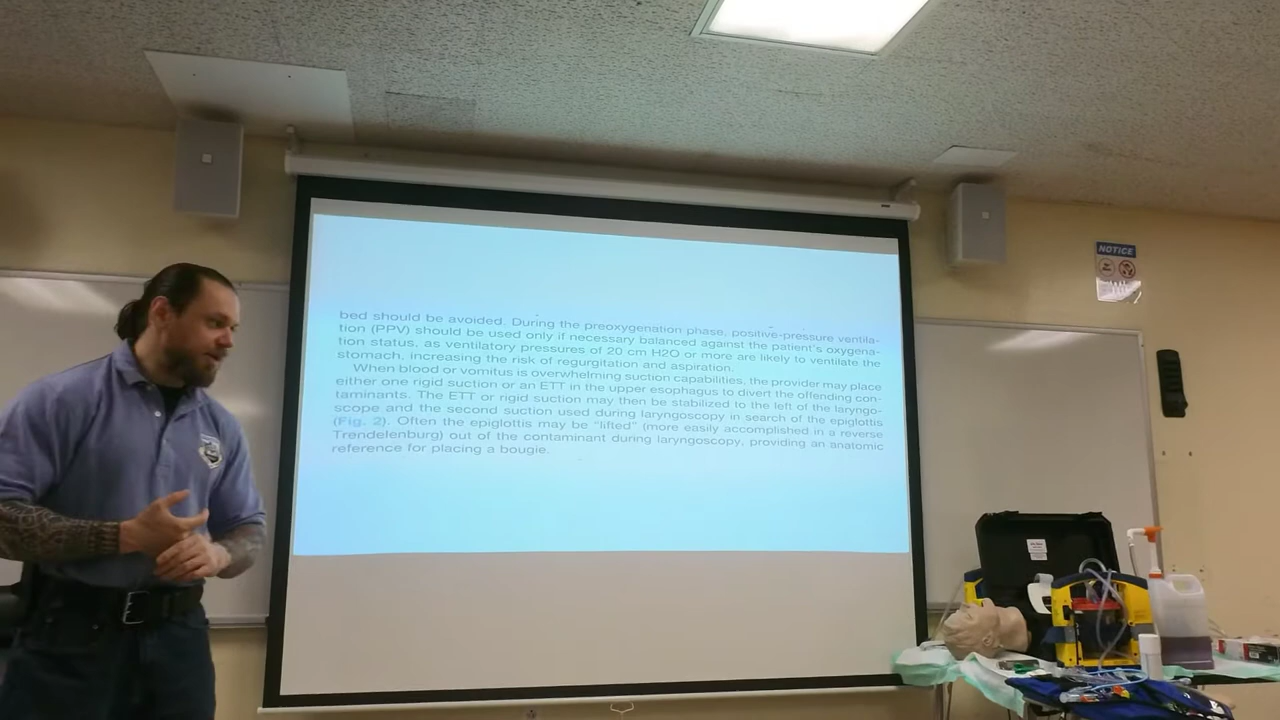 bed should be avoided. During the preoxygenation phase, positive-pressure ventila-
tion (PPV) should be used only if necessary balanced against the patient's oxygena-
tion status, as ventilatory pressures of 20 cm H2O or more are likely to ventilate the
stomach, increasing the risk of regurgitation and aspiration.
When blood or vomitus is overwhelming suction capabilities, the provider may place
either one rigid suction or an ETT in the upper esophagus to divert the offending con-
taminants. The ETT or rigid suction may then be stabilized to the left of the laryngo-
scope and the second suction used during laryngoscopy in search of the epiglottis
(Fig. 2). Often the epiglottis may be "lifted" (more easily accomplished in a reverse
Trendelenburg) out of the contaminant during laryngoscopy, providing an anatomic
reference for placing a bougie.
NOTICE